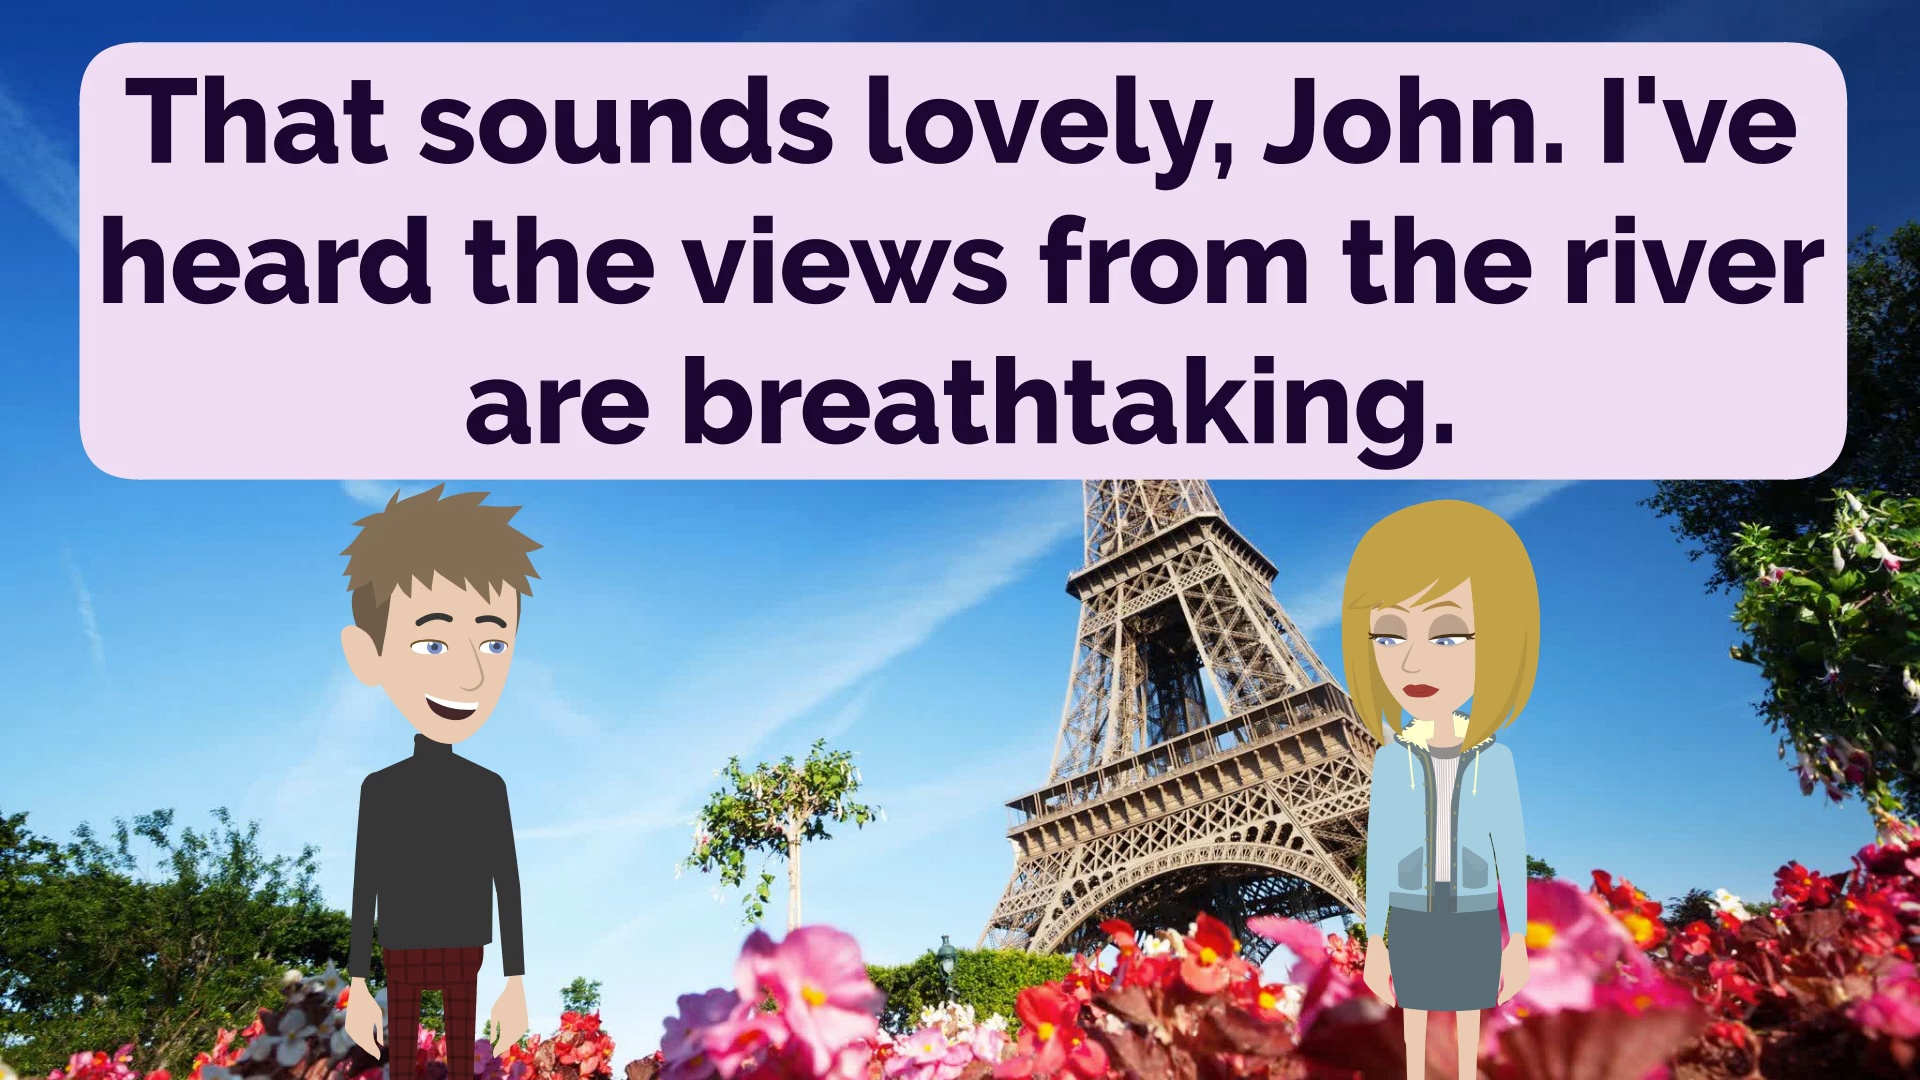 That sounds lovely, John. I've
heard the views from the river
are breathtaking.